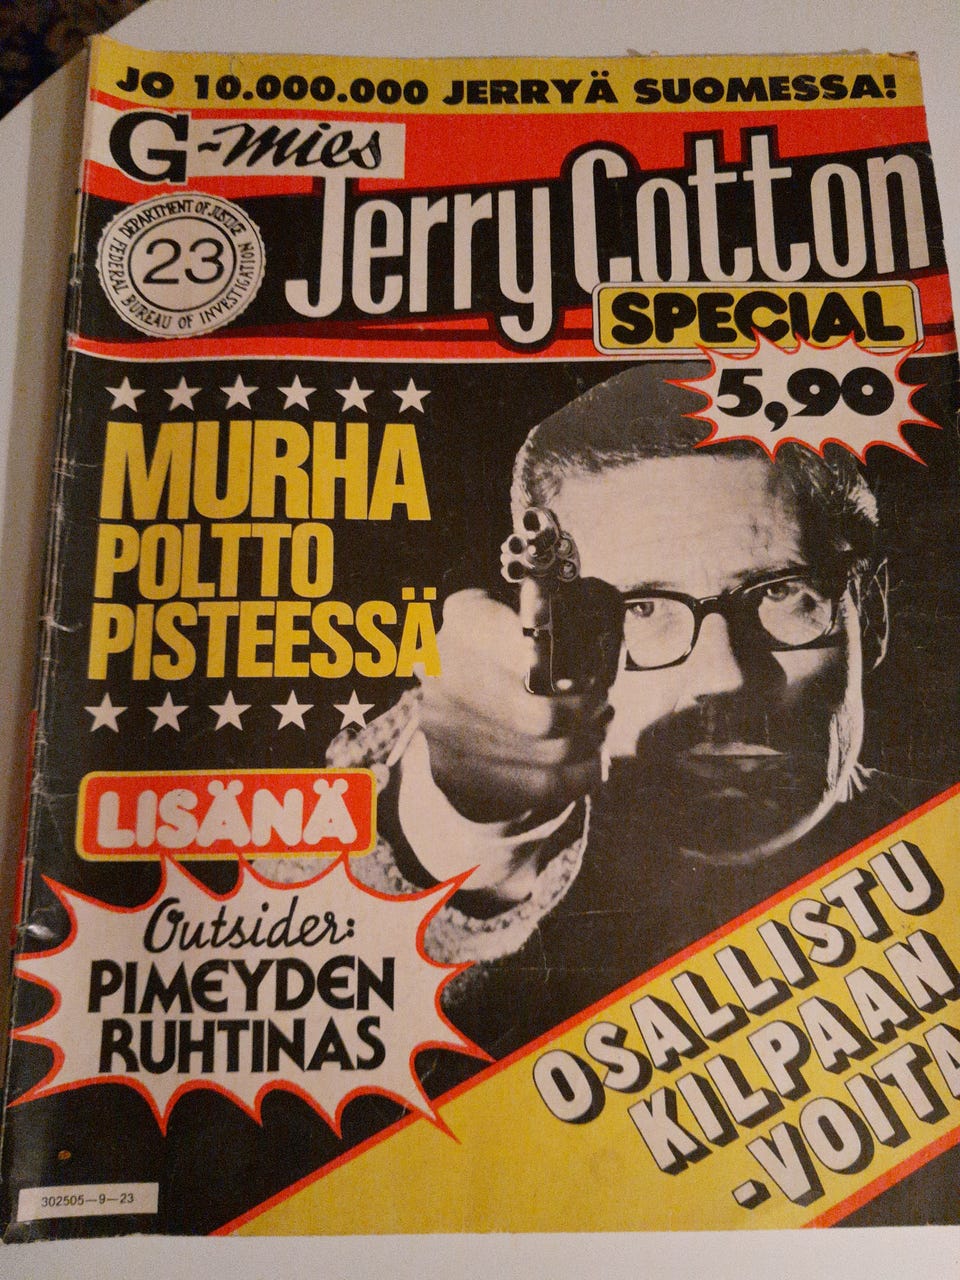 JO 10.000.000 JERRYÄ SUOMESSA!
G-mies
Jerry Cotton
DEPARTMENT OF JUSTICE
23
FEDERAL BUREAU OF INVESTIGATION
SPECIAL
5,90
MURHA
POLTTO
PISTEESSÄ
LISÄNÄ
Outsider:
PIMEYDEN
RUHTINAS
OSALLISTU
KILPAAN
-VOITA
302505-9-23